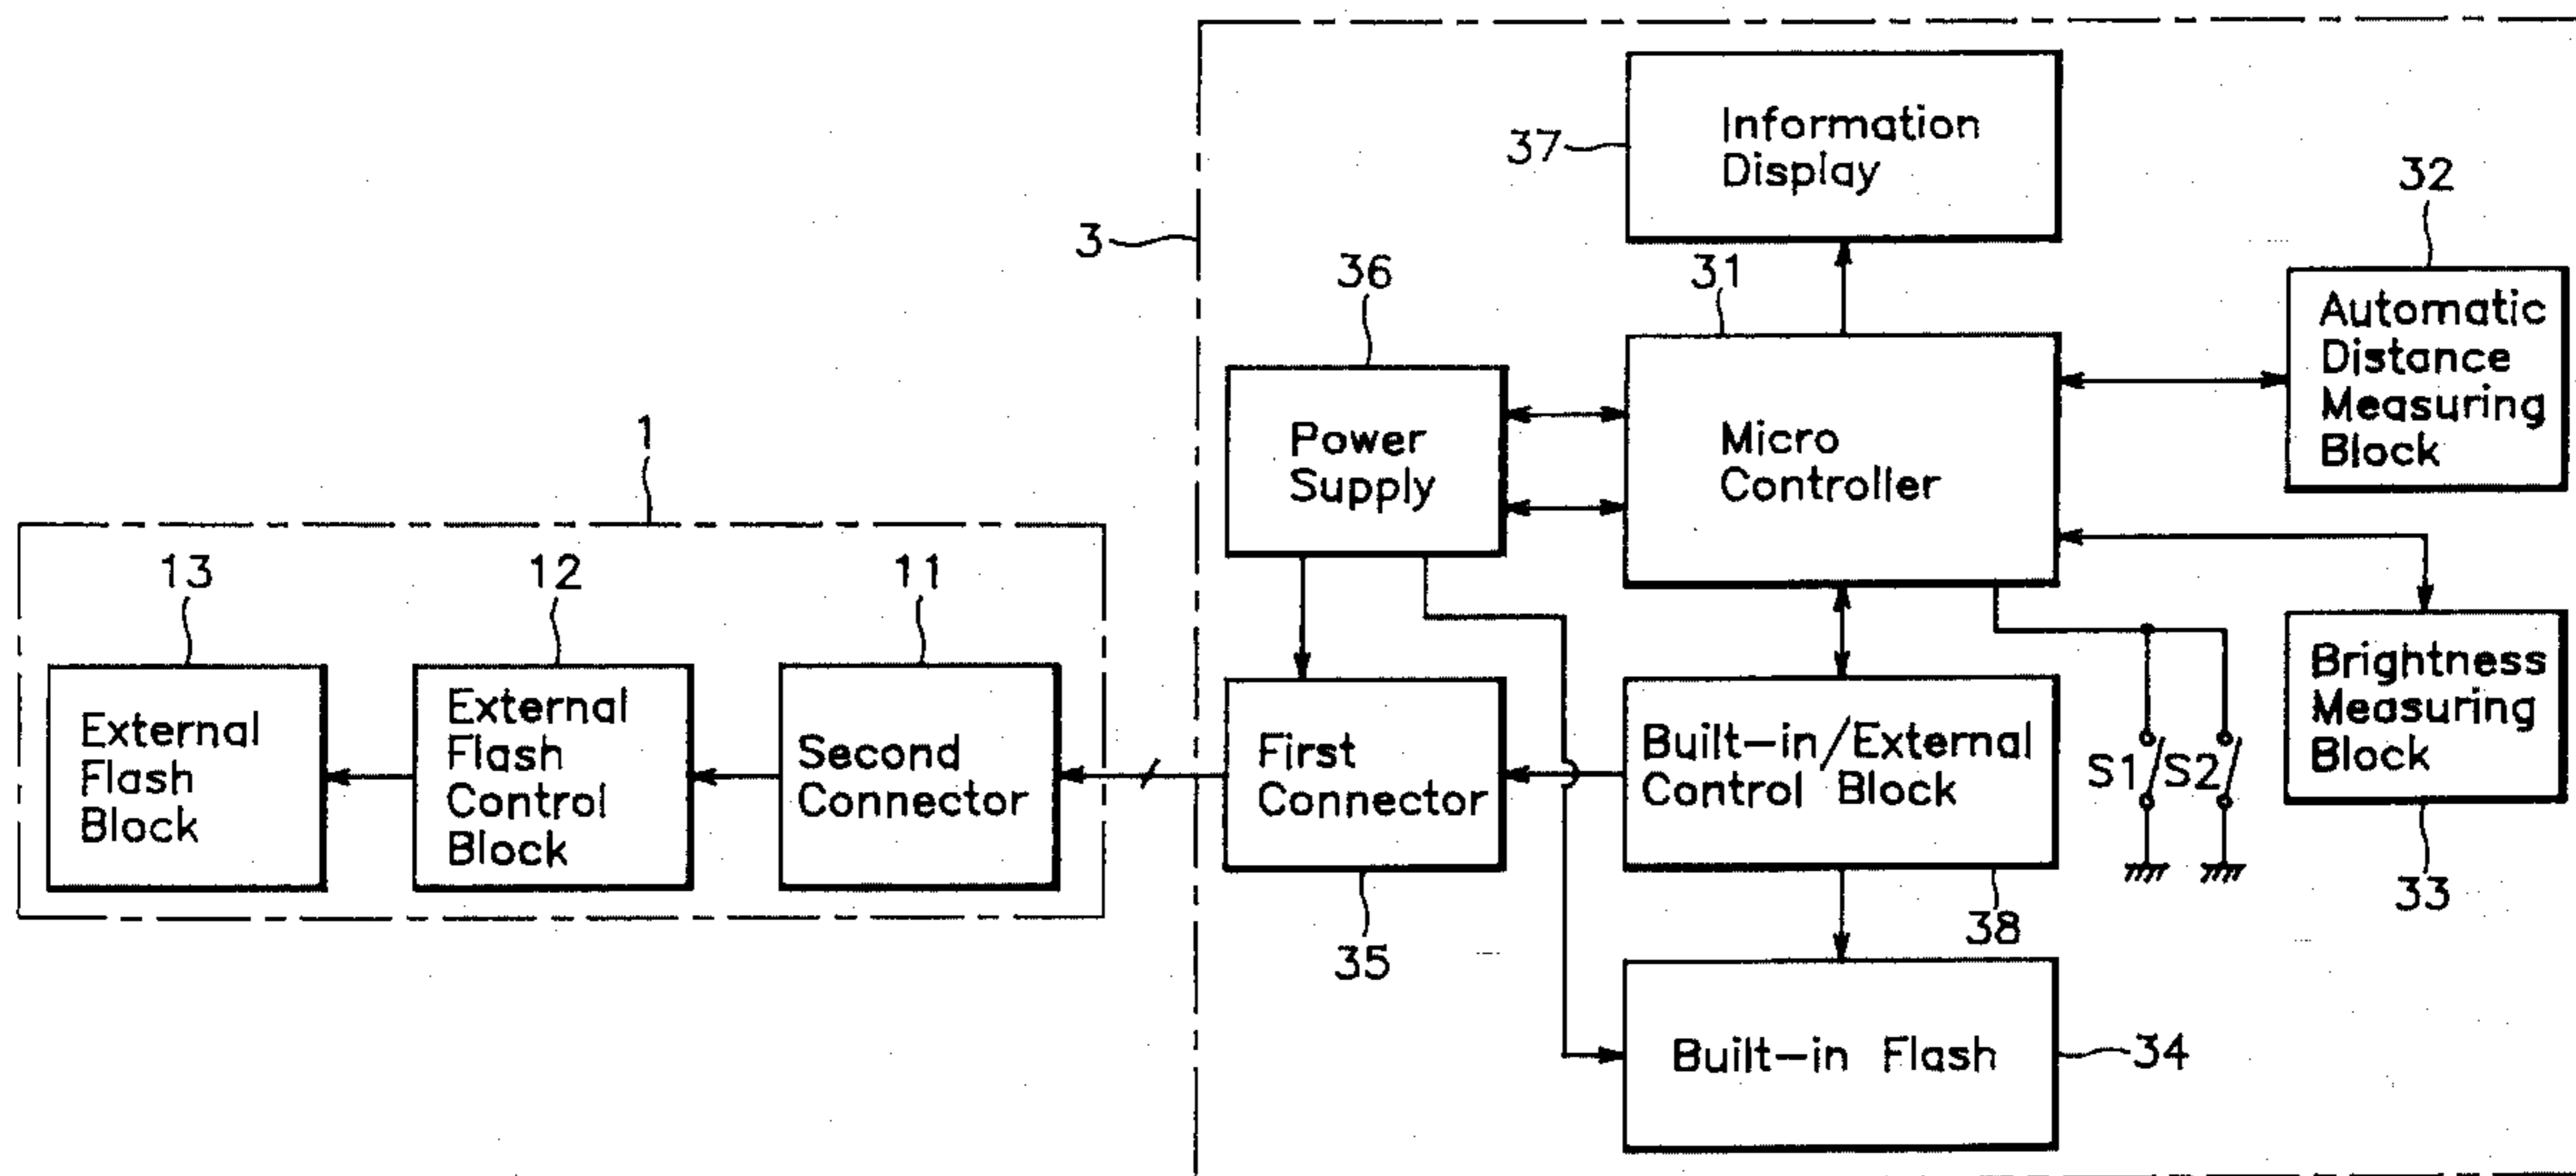 Information
Display
37
32
3
36
31
Automatic
Distance
Measuring
Block
Power
Supply
Micro
Controller
1
13
12
11
External
Flash
Block
External
Flash
Control
Block
Second
Connector
First
Connector
Built-in/External
Control Block
S1
S2
Brightness
Measuring
Block
33
35
38
Built-in Flash
34